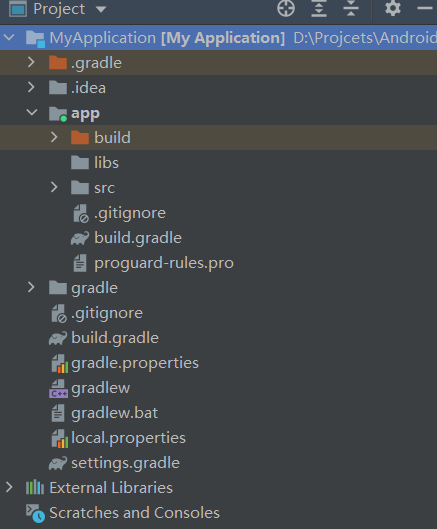 Project
MyApplication [My Application] D:\Projcets\Android
.gradle
.idea
app
build
libs
src
.gitignore
build.gradle
proguard-rules.pro
gradle
.gitignore
build.gradle
gradle.properties
C++ gradlew
gradlew.bat
local.properties
settings.gradle
External Libraries
Scratches and Consoles